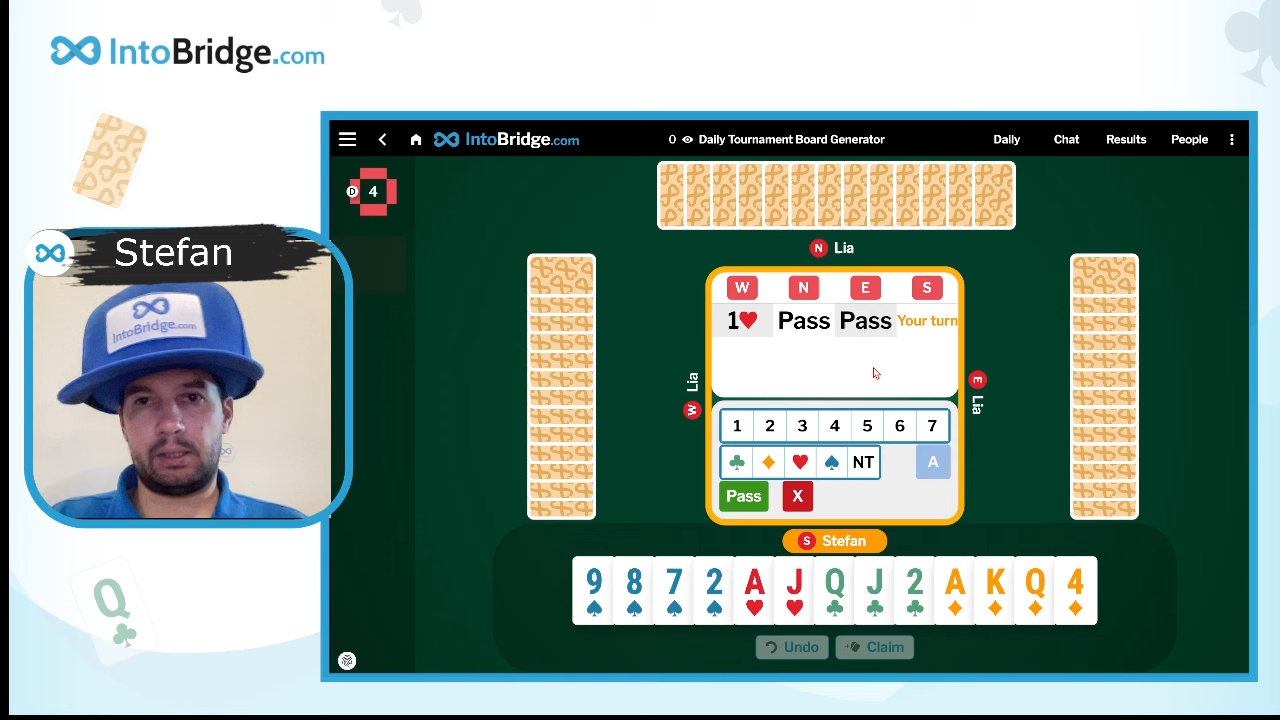 IntoBridge.com
IntoBridge.com
0 Daily Tournament Board Generator
Daily
Chat
Results
People
D
4
Stefan
IntoBridge.com
N Lia
W N E S
1♥ Pass Pass Your turn
Lia
W
E
Lia
1 2 3 4 5 6 7
♣ ♦ ♥ ♠ NT A
Pass X
S Stefan
9 8 7 2 A J Q J 2 A K Q 4
♠ ♠ ♠ ♠ ♥ ♥ ♣ ♣ ♣ ♦ ♦ ♦ ♦
Undo
Claim
Q
♣